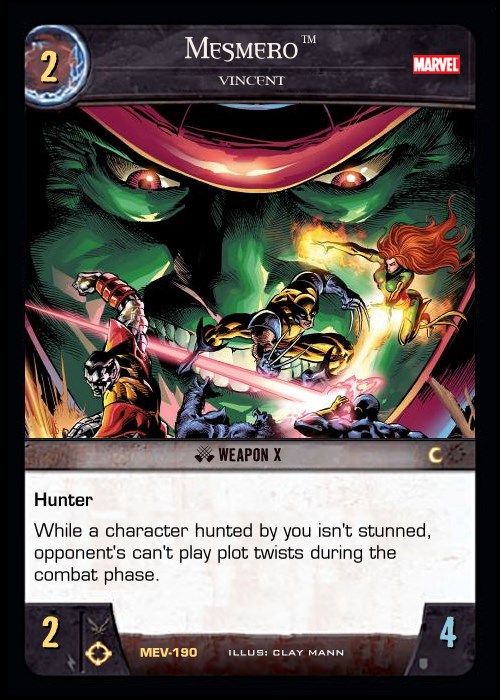 2
Mesmero™
MARVEL
VINCENT
WEAPON X
C
Hunter
While a character hunted by you isn't stunned,
opponent's can't play plot twists during the
combat phase.
2
MEV-190 ILLUS: CLAY MANN
4